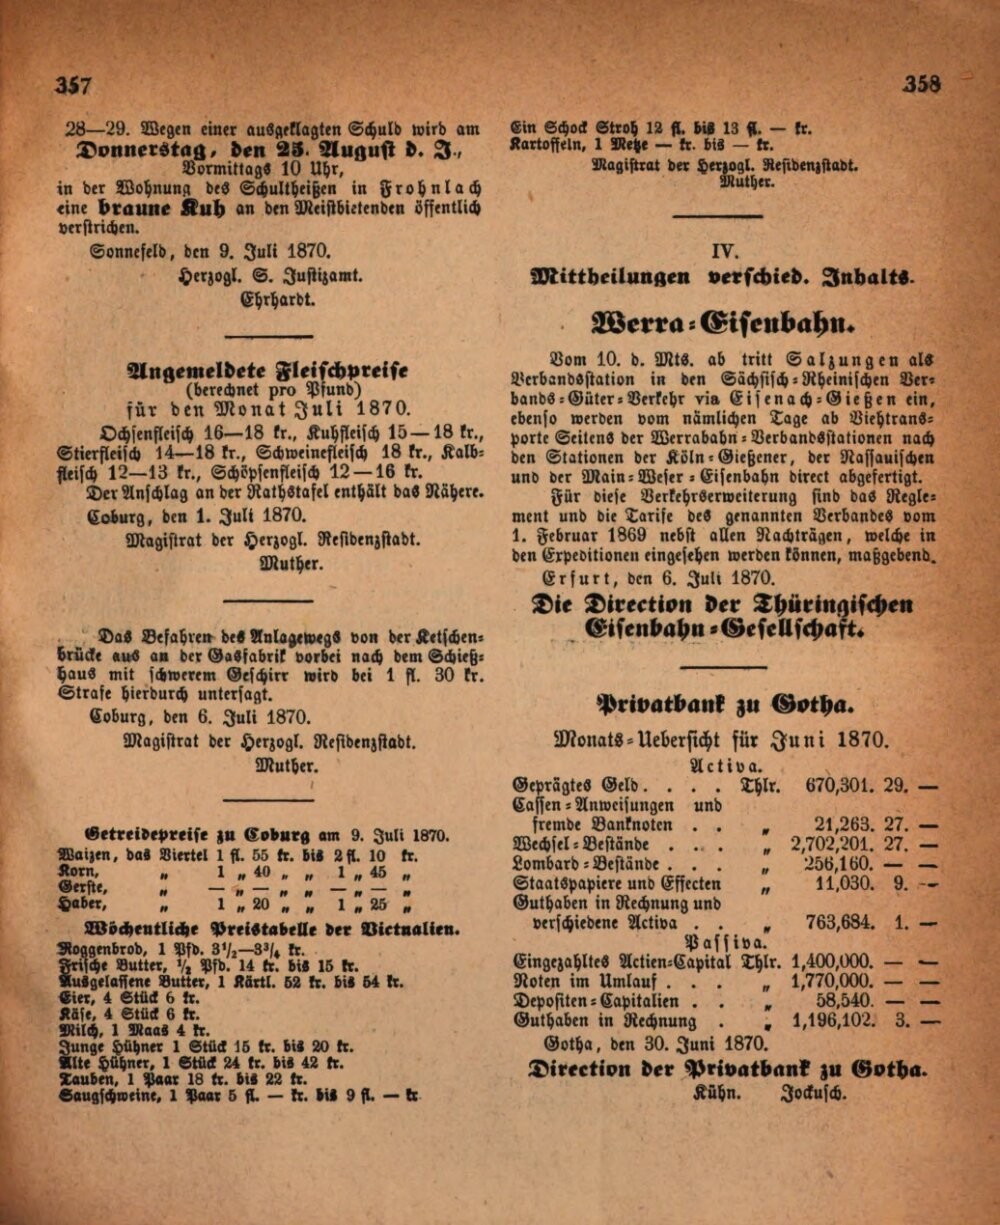 357
28—29. Wegen einer ausgeklagten Schuld wird am
Donnerstag, den 25. August d. J.,
Vormittags 10 Uhr,
in der Wohnung des Schultheißen in Frohnlach
eine braune Kuh an den Meistbietenden öffentlich
verstrichen.
Sonnefeld, den 9. Juli 1870.
Herzogl. S. Justizamt.
Ehrhardt.
Angemeldete Fleischpreise
(berechnet pro Pfund)
für den Monat Juli 1870.
Ochsenfleisch 16—18 kr., Kuhfleisch 15—18 kr.,
Stierfleisch 14—18 kr., Schweinefleisch 18 kr., Kalb-
fleisch 12—13 kr., Schöpsenfleisch 12—16 kr.
Der Anschlag an der Rathstafel enthält das Nähere.
Coburg, den 1. Juli 1870.
Magistrat der Herzogl. Residenzstadt.
Muther.
Das Befahren des Anlagewegs von der Ketschen-
brücke aus an der Gasfabrik vorbei nach dem Schieß-
haus mit schwerem Geschirr wird bei 1 fl. 30 kr.
Strafe hierdurch untersagt.
Coburg, den 6. Juli 1870.
Magistrat der Herzogl. Residenzstadt.
Muther.
Getreidepreise zu Coburg am 9. Juli 1870.
Waizen, das Viertel 1 fl. 55 kr. bis 2 fl. 10 kr.
Korn, „ 1 „ 40 „ „ 1 „ 45 „
Gerste, „ — „ — „ „ — „ — „
Haber, „ 1 „ 20 „ „ 1 „ 25 „
Wöchentliche Preistabelle der Victualien.
Roggenbrod, 1 Pfd. 3½—3¾ kr.
Frische Butter, ½ Pfd. 14 kr. bis 15 kr.
Ausgelassene Butter, 1 Kärtl. 52 kr. bis 54 kr.
Eier, 4 Stück 6 kr.
Käse, 4 Stück 6 kr.
Milch, 1 Maas 4 kr.
Junge Hühner 1 Stück 15 kr. bis 20 kr.
Alte Hühner, 1 Stück 24 kr. bis 42 kr.
Tauben, 1 Paar 18 kr. bis 22 kr.
Saugschweine, 1 Paar 5 fl. — kr. bis 9 fl. — kr
358
Ein Schock Stroh 12 fl. bis 13 fl. — kr.
Kartoffeln, 1 Metze — kr. bis — kr.
Magistrat der Herzogl. Residenzstadt.
Muther.
IV.
Mittheilungen verschied. Inhalts.
Werra-Eisenbahn.
Vom 10. d. Mts. ab tritt Salzungen als
Verbandsstation in den Sächsisch-Rheinischen Ver-
bands-Güter-Verkehr via Eisenach-Gießen ein,
ebenso werden vom nämlichen Tage ab Viehtrans-
porte Seitens der Werrabahn-Verbandsstationen nach
den Stationen der Köln-Gießener, der Nassauischen
und der Main-Weser-Eisenbahn direct abgefertigt.
Für diese Verkehrserweiterung sind das Regle-
ment und die Tarife des genannten Verbandes vom
1. Februar 1869 nebst allen Nachträgen, welche in
den Expeditionen eingesehen werden können, maßgebend.
Erfurt, den 6. Juli 1870.
Die Direction der Thüringischen
Eisenbahn-Gesellschaft.
Privatbank zu Gotha.
Monats-Uebersicht für Juni 1870.
Activa.
Geprägtes Geld . . . . Thlr. 670,301. 29. —
Cassen-Anweisungen und
fremde Banknoten . . „ 21,263. 27. —
Wechsel-Bestände . . . „ 2,702,201. 27. —
Lombard-Bestände . . . „ 256,160. — —
Staatspapiere und Effecten „ 11,030. 9. —
Guthaben in Rechnung und
verschiedene Activa . . „ 763,684. 1. —
Passiva.
Eingezahltes Actien-Capital Thlr. 1,400,000. — —
Noten im Umlauf . . . „ 1,770,000. — —
Depositen-Capitalien . . „ 58,540. — —
Guthaben in Rechnung . „ 1,196,102. 3. —
Gotha, den 30. Juni 1870.
Direction der Privatbank zu Gotha.
Kühn. Jockusch.